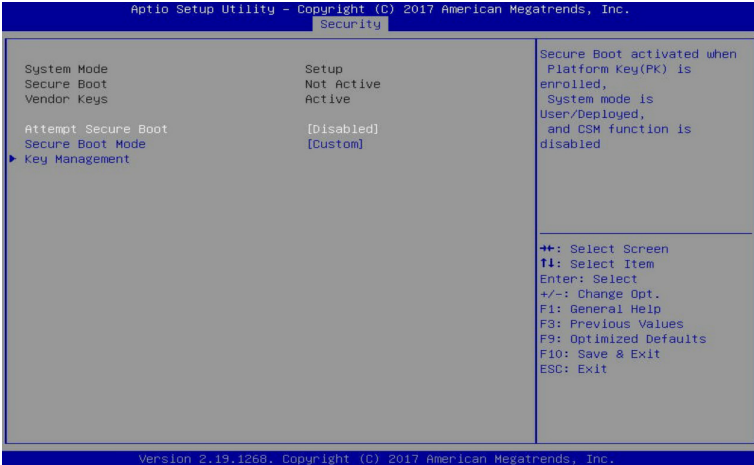 Aptio Setup Utility – Copyright (C) 2017 American Megatrends, Inc.
Security
System Mode Setup
Secure Boot Not Active
Vendor Keys Active
Attempt Secure Boot [Disabled]
Secure Boot Mode [Custom]
▶ Key Management
Secure Boot activated when
Platform Key(PK) is
enrolled,
System mode is
User/Deployed,
and CSM function is
disabled
→←: Select Screen
↑↓: Select Item
Enter: Select
+/-: Change Opt.
F1: General Help
F3: Previous Values
F9: Optimized Defaults
F10: Save & Exit
ESC: Exit
Version 2.19.1268. Copyright (C) 2017 American Megatrends, Inc.